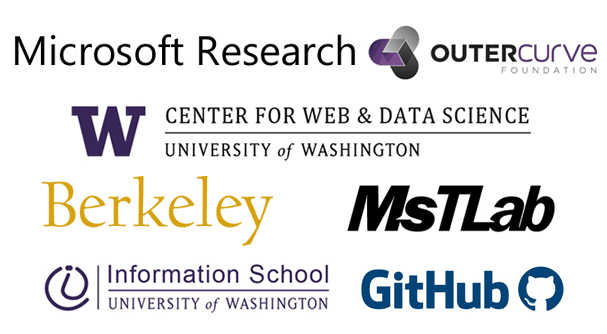 Microsoft Research
OUTERCURVE
FOUNDATION
W CENTER FOR WEB & DATA SCIENCE
UNIVERSITY of WASHINGTON
Berkeley
MSTLab
i Information School
UNIVERSITY of WASHINGTON
GitHub